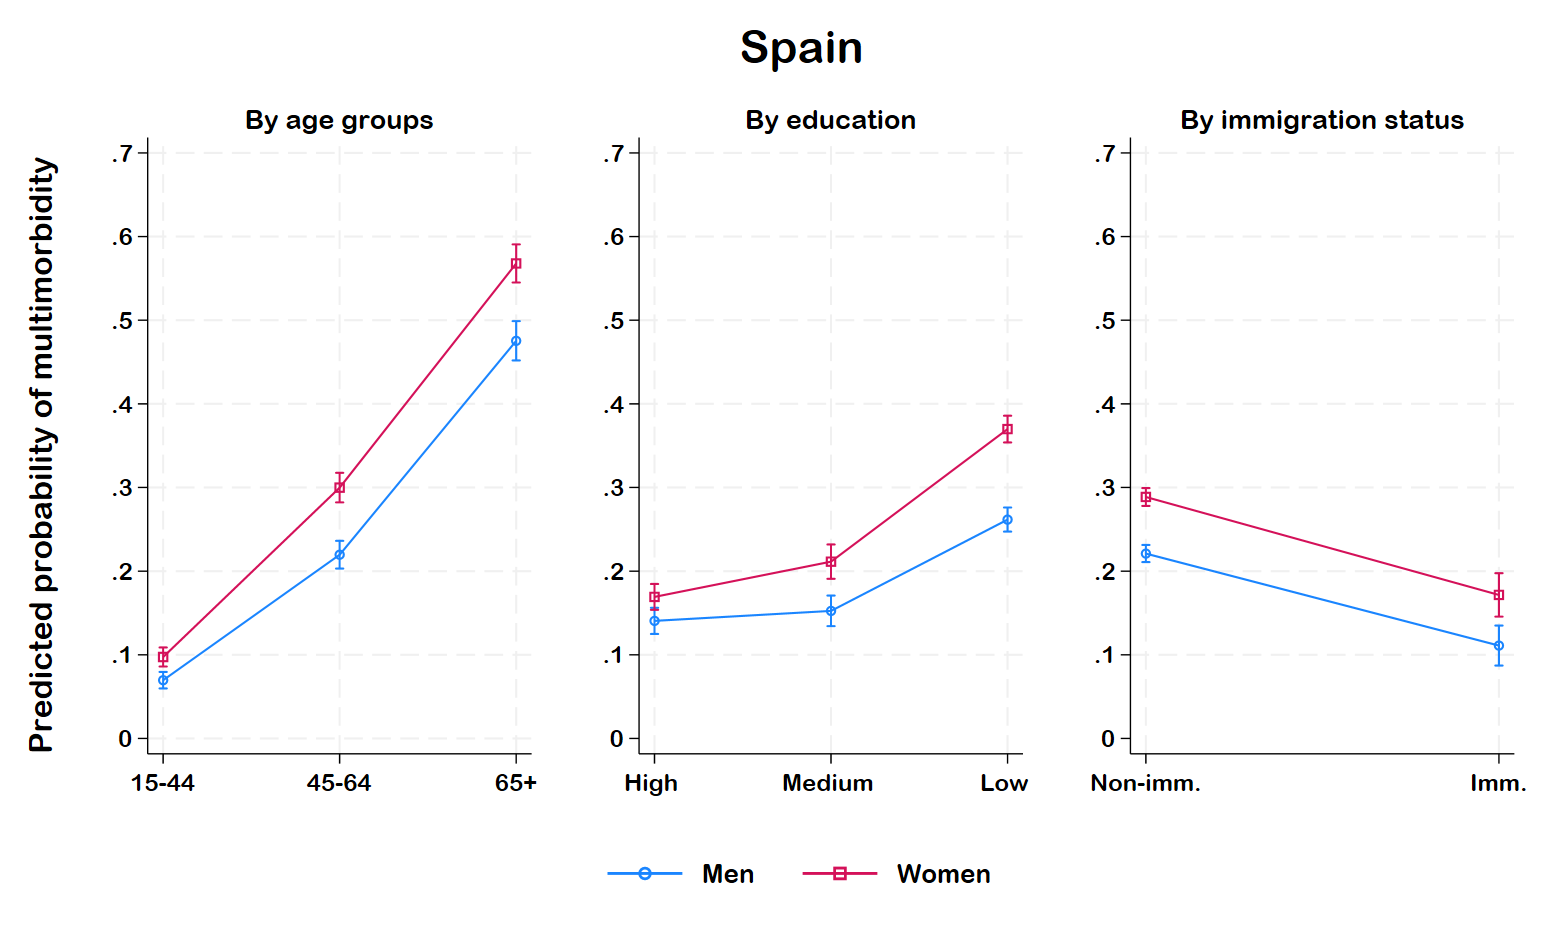 Spain
Predicted probability of multimorbidity
By age groups
.7
.6
.5
.4
.3
.2
.1
0
15-44 45-64 65+
By education
.7
.6
.5
.4
.3
.2
.1
0
High Medium Low
By immigration status
.7
.6
.5
.4
.3
.2
.1
0
Non-imm. Imm.
Men Women